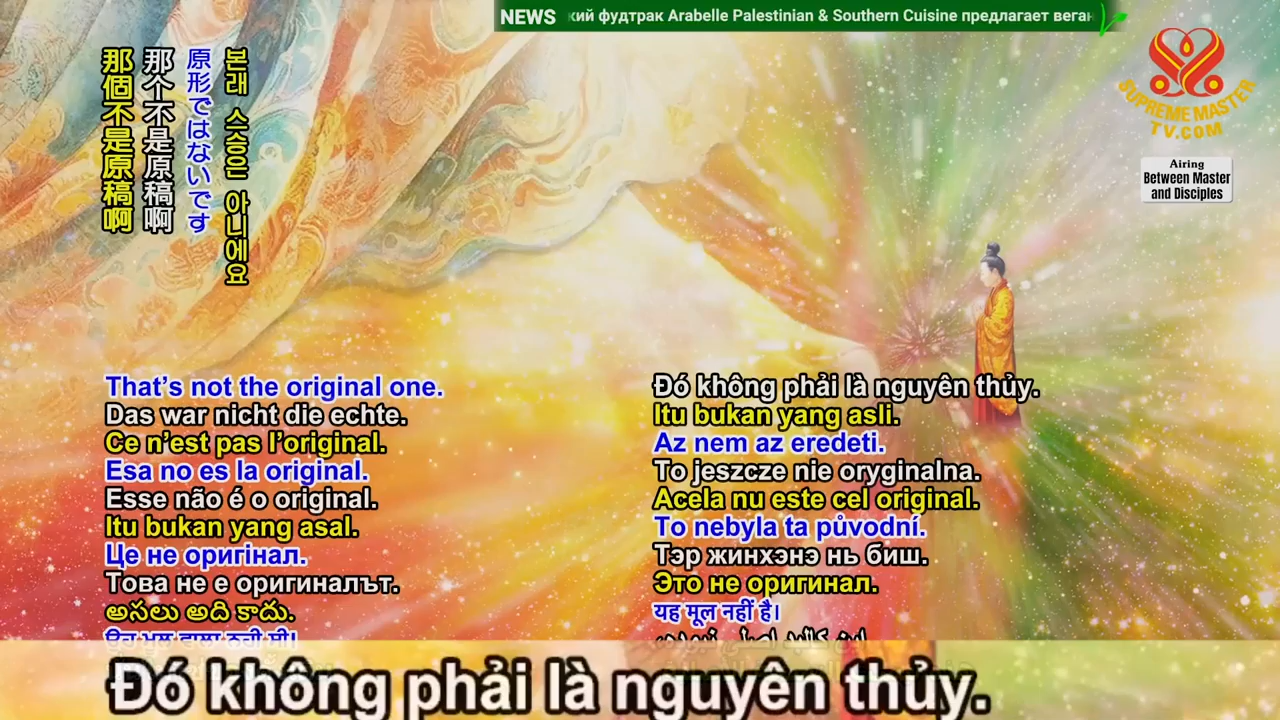 NEWS кий фудтрак Arabelle Palestinian & Southern Cuisine предлагает веган
SUPREME MASTER
TV.COM
Airing
Between Master
and Disciples
본래 스승은 아니에요
原形ではないです
那个不是原稿啊
那個不是原稿啊
That's not the original one.
Das war nicht die echte.
Ce n'est pas l'original.
Esa no es la original.
Esse não é o original.
Itu bukan yang asal.
Це не оригінал.
Това не е оригиналът.
అసలు అది కాదు.
Đó không phải là nguyên thủy.
Itu bukan yang asli.
Az nem az eredeti.
To jeszcze nie oryginalna.
Acela nu este cel original.
To nebyla ta původní.
Тэр жинхэнэ нь биш.
Это не оригинал.
यह मूल नहीं है।
Đó không phải là nguyên thủy.